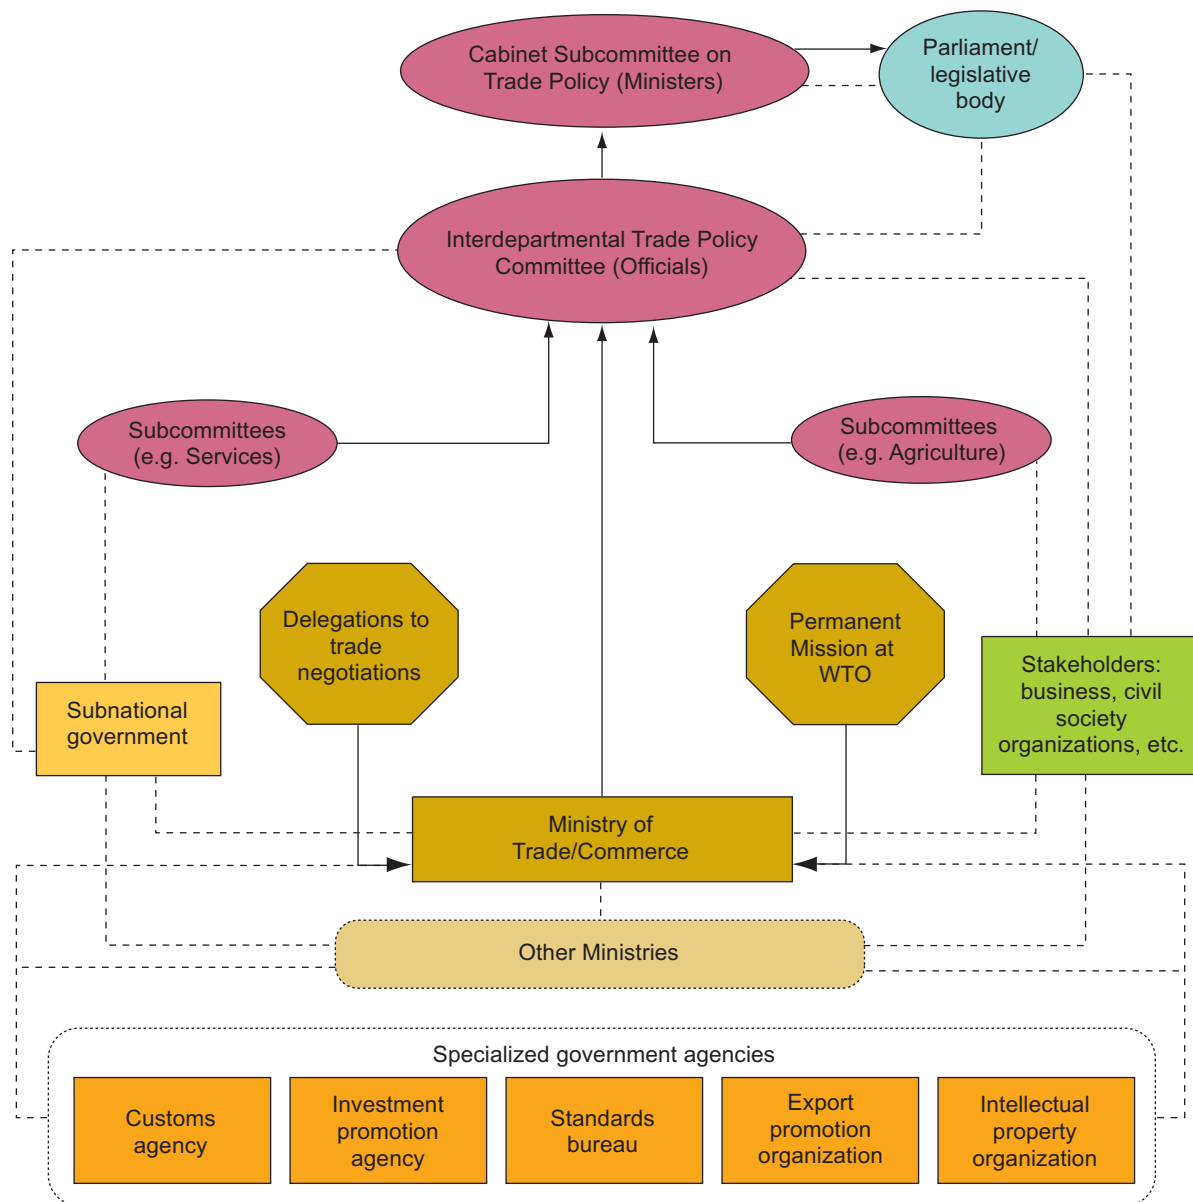 Cabinet Subcommittee on
Trade Policy (Ministers)
Parliament/
legislative
body
Interdepartmental Trade Policy
Committee (Officials)
Subcommittees
(e.g. Services)
Subcommittees
(e.g. Agriculture)
Delegations to
trade
negotiations
Permanent
Mission at
WTO
Subnational
government
Stakeholders:
business, civil
society
organizations, etc.
Ministry of
Trade/Commerce
Other Ministries
Specialized government agencies
Customs
agency
Investment
promotion
agency
Standards
bureau
Export
promotion
organization
Intellectual
property
organization